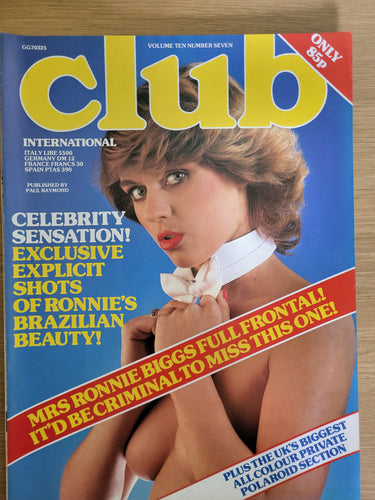 GG70325
VOLUME TEN NUMBER SEVEN
club
ONLY
85p
INTERNATIONAL
ITALY LIRE 5500
GERMANY DM 12
FRANCE FRANCS 30
SPAIN PTAS 390
PUBLISHED BY
PAUL RAYMOND
CELEBRITY
SENSATION!
EXCLUSIVE
EXPLICIT
SHOTS
OF RONNIE'S
BRAZILIAN
BEAUTY!
MRS RONNIE BIGGS FULL FRONTAL!
IT'D BE CRIMINAL TO MISS THIS ONE!
PLUS THE UK'S BIGGEST
ALL COLOUR PRIVATE
POLAROID SECTION